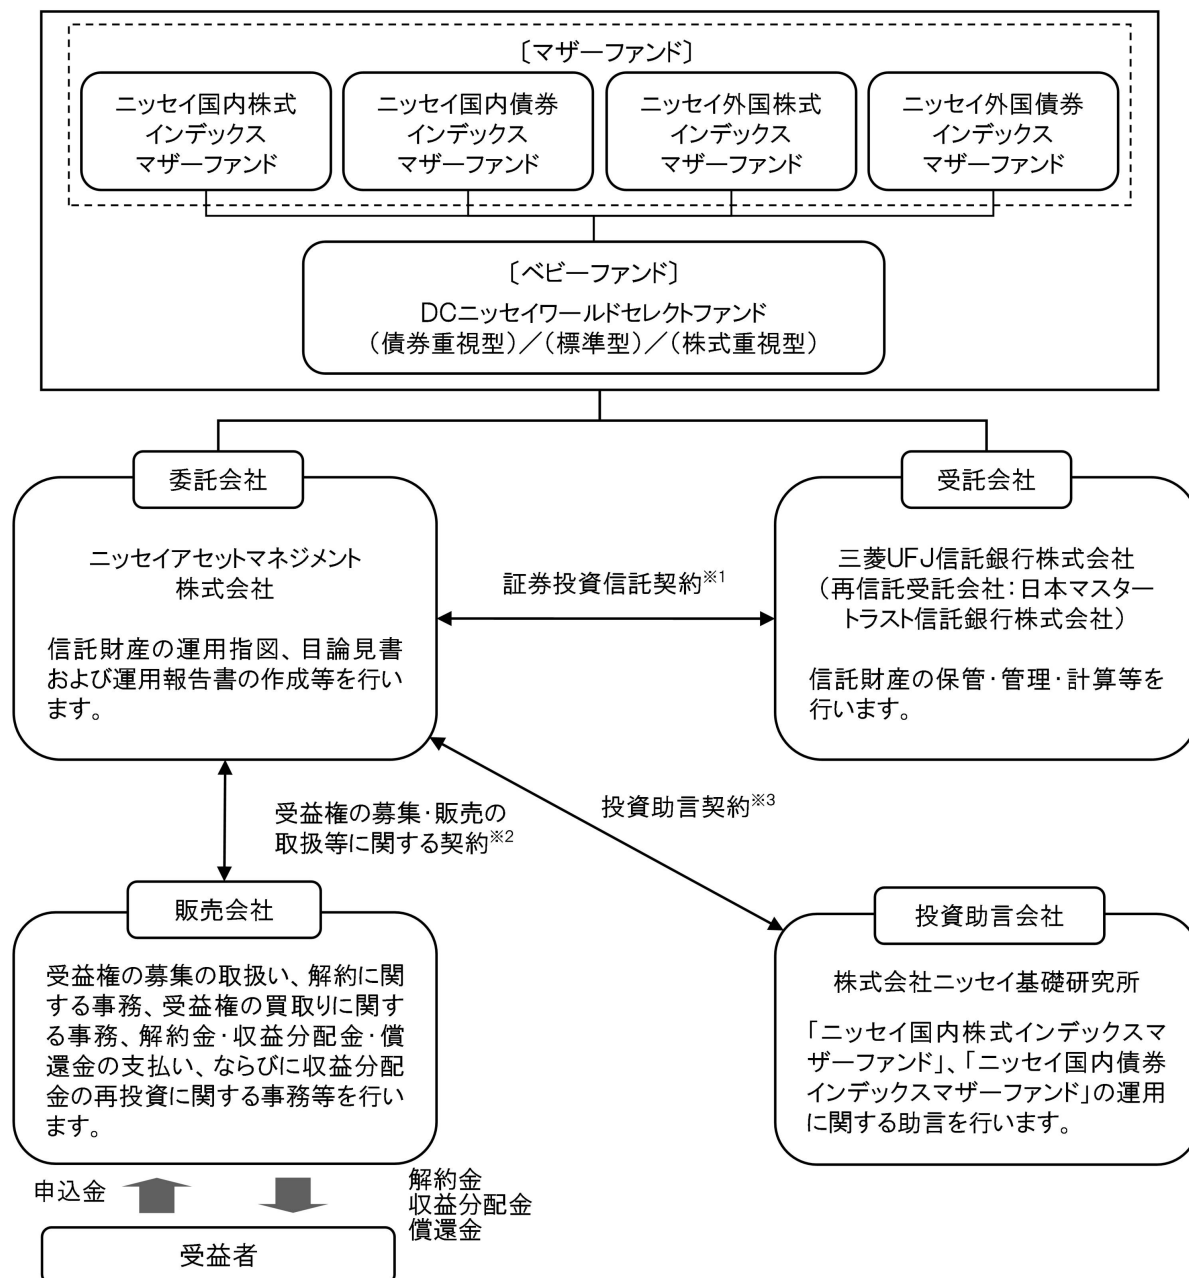 〔マザーファンド〕
ニッセイ国内株式
インデックス
マザーファンド
ニッセイ国内債券
インデックス
マザーファンド
ニッセイ外国株式
インデックス
マザーファンド
ニッセイ外国債券
インデックス
マザーファンド
〔ベビーファンド〕
DCニッセイワールドセレクトファンド
(債券重視型)/(標準型)/(株式重視型)
委託会社
ニッセイアセットマネジメント
株式会社
信託財産の運用指図、目論見書
および運用報告書の作成等を行い
ます。
証券投資信託契約※1
受託会社
三菱UFJ信託銀行株式会社
(再信託受託会社:日本マスター
トラスト信託銀行株式会社)
信託財産の保管・管理・計算等を
行います。
受益権の募集・販売の
取扱等に関する契約※2
投資助言契約※3
販売会社
受益権の募集の取扱い、解約に関
する事務、受益権の買取りに関す
る事務、解約金・収益分配金・償
還金の支払い、ならびに収益分配
金の再投資に関する事務等を行い
ます。
投資助言会社
株式会社ニッセイ基礎研究所
「ニッセイ国内株式インデックスマ
ザーファンド」、「ニッセイ国内債券
インデックスマザーファンド」の運用
に関する助言を行います。
申込金
解約金
収益分配金
償還金
受益者